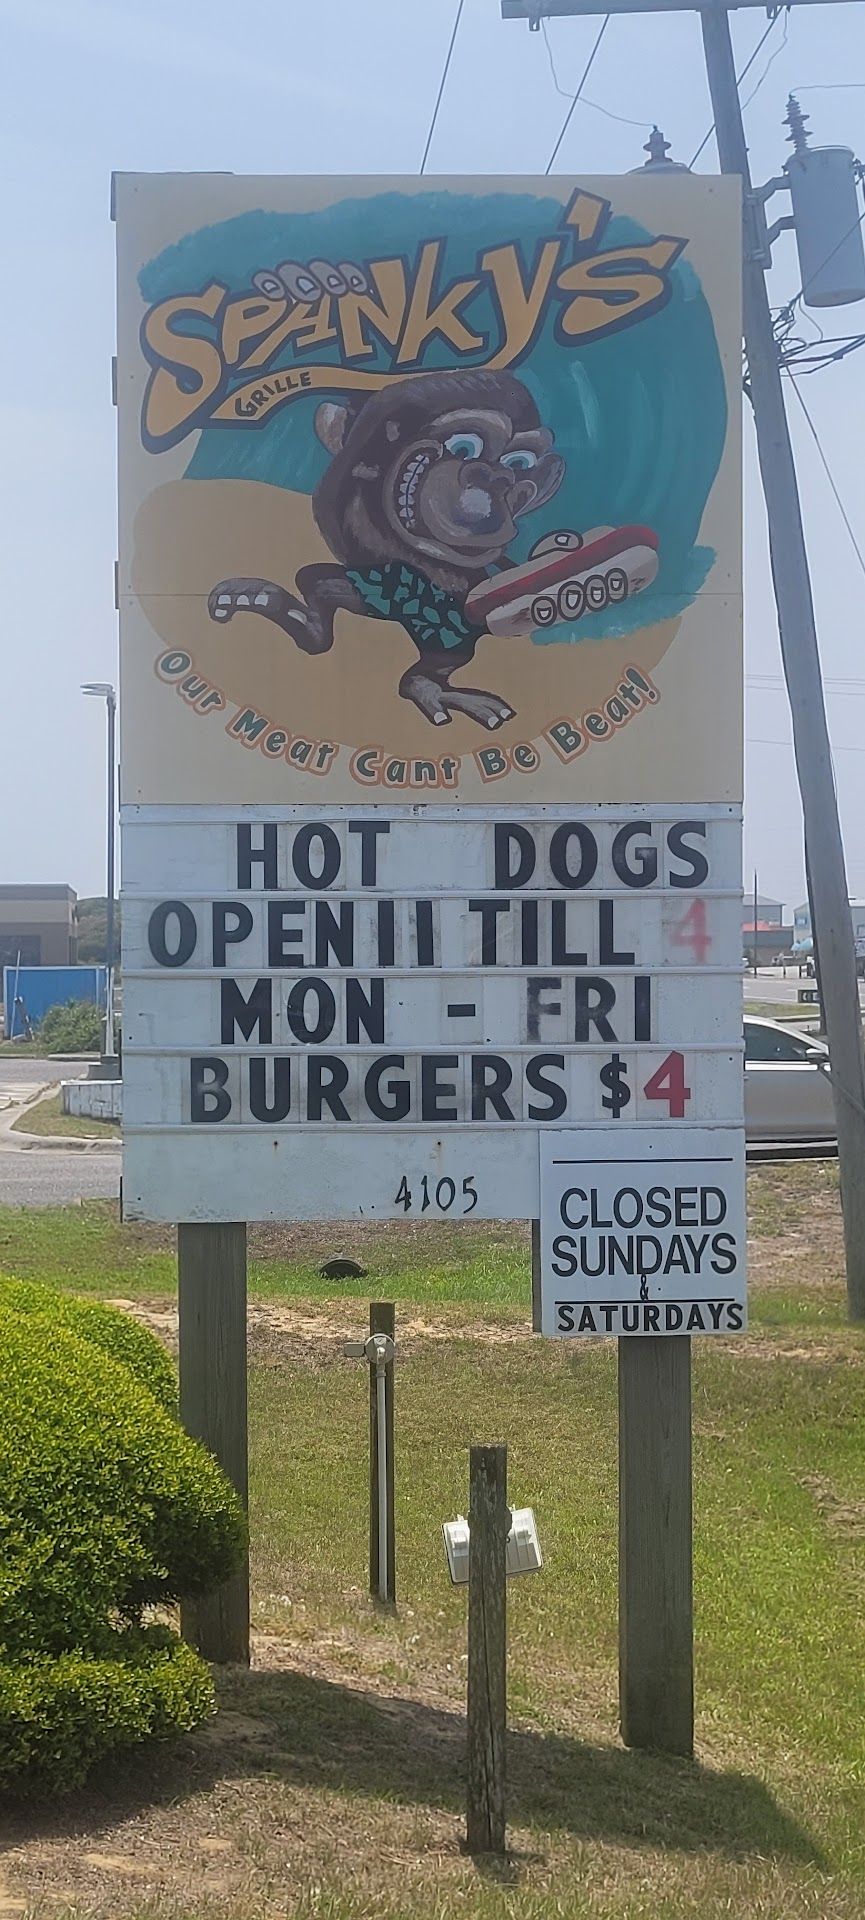 SPANKY'S
GRILLE
Our Meat Cant Be Beat!
HOT DOGS
OPEN 11 TILL 4
MON - FRI
BURGERS $4
4105
CLOSED
SUNDAYS
&
SATURDAYS